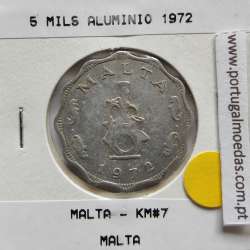 5 MILS ALUMINIO 1972
MALTA
1972
MALTA - KM#7
MALTA
www.portugalmoedas.com.pt